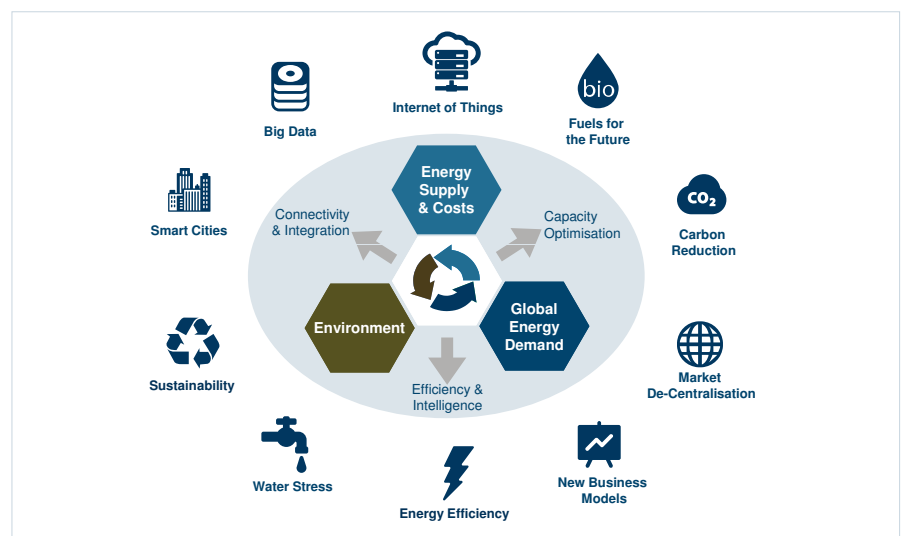 Internet of Things
bio
Fuels for
the Future
Big Data
Energy
Supply
& Costs
Connectivity
& Integration
Capacity
Optimisation
Smart Cities
CO₂
Carbon
Reduction
Environment
Global
Energy
Demand
Sustainability
Efficiency &
Intelligence
Market
De-Centralisation
Water Stress
New Business
Models
Energy Efficiency